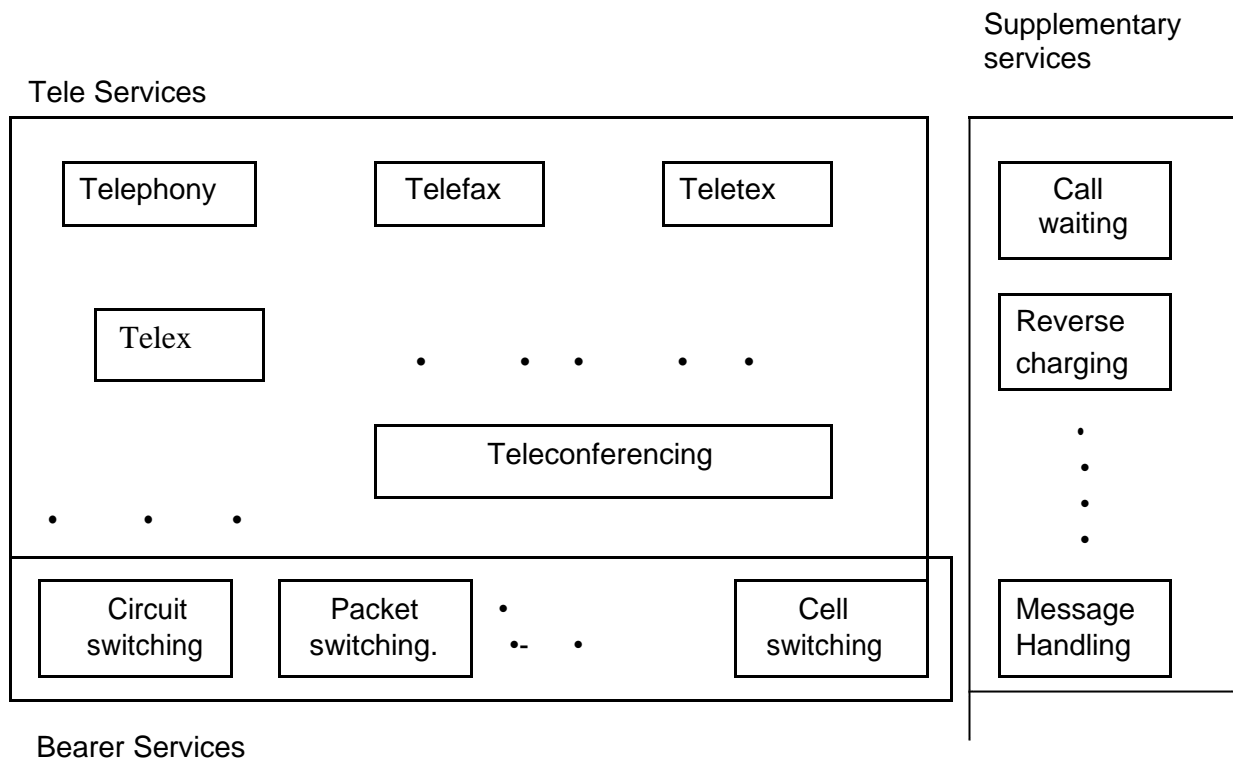 Supplementary
services
Tele Services
Telephony
Telefax
Teletex
Call
waiting
Telex
Reverse
charging
Teleconferencing
Circuit
switching
Packet
switching.
Cell
switching
Message
Handling
Bearer Services